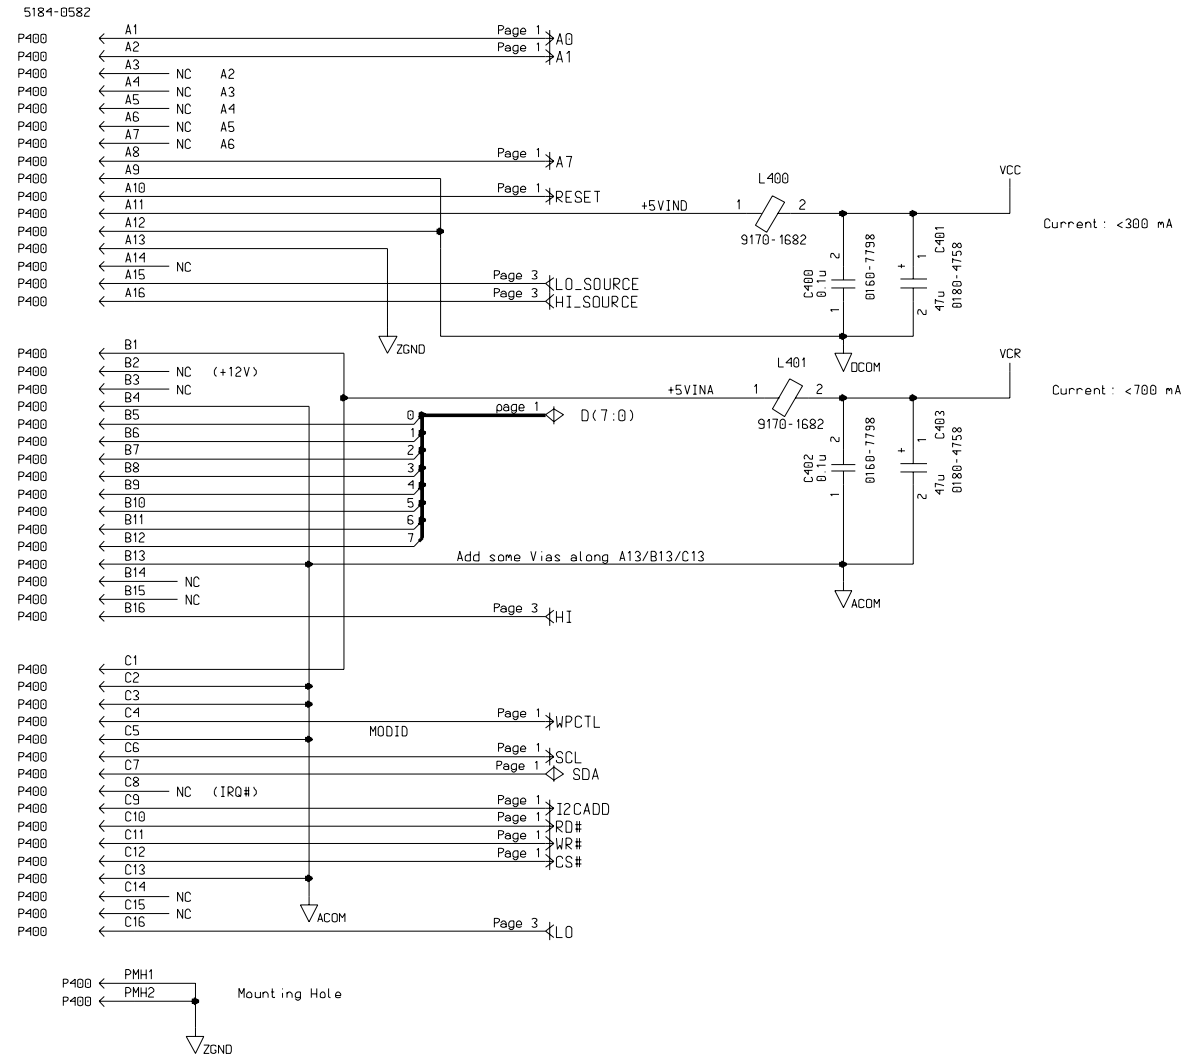 5184-0582
P400 A1 Page 1 A0
P400 A2 Page 1 A1
P400 A3 NC A2
P400 A4 NC A3
P400 A5 NC A4
P400 A6 NC A5
P400 A7 NC A6
P400 A8 Page 1 A7
P400 A9
P400 A10 Page 1 RESET
P400 A11 +5VIND 1 L400 2 VCC
9170-1682
Current: <300 mA
P400 A12
P400 A13
P400 A14 NC
P400 A15 Page 3 LO_SOURCE
P400 A16 Page 3 HI_SOURCE
2 C400 0.1u 0160-7798 1
C401 + 1 47u 0180-4758 2
ZGND
DCOM
P400 B1
P400 B2 NC (+12V)
P400 B3 NC
+5VINA 1 L401 2 VCR
9170-1682
Current: <700 mA
P400 B4
P400 B5 0 page 1 D(7:0)
P400 B6 1
P400 B7 2
P400 B8 3
P400 B9 4
P400 B10 5
P400 B11 6
P400 B12 7
2 C402 0.1u 0160-7798 1
C403 + 1 47u 0180-4758 2
P400 B13 Add some Vias along A13/B13/C13
P400 B14 NC
P400 B15 NC
ACOM
P400 B16 Page 3 HI
P400 C1
P400 C2
P400 C3
P400 C4 Page 1 WPCTL
P400 C5 MODID
P400 C6 Page 1 SCL
P400 C7 Page 1 SDA
P400 C8 NC (IRQ#)
P400 C9 Page 1 I2CADD
P400 C10 Page 1 RD#
P400 C11 Page 1 WR#
P400 C12 Page 1 CS#
P400 C13
P400 C14 NC
P400 C15 NC
ACOM
P400 C16 Page 3 LO
P400 PMH1
P400 PMH2
Mounting Hole
ZGND